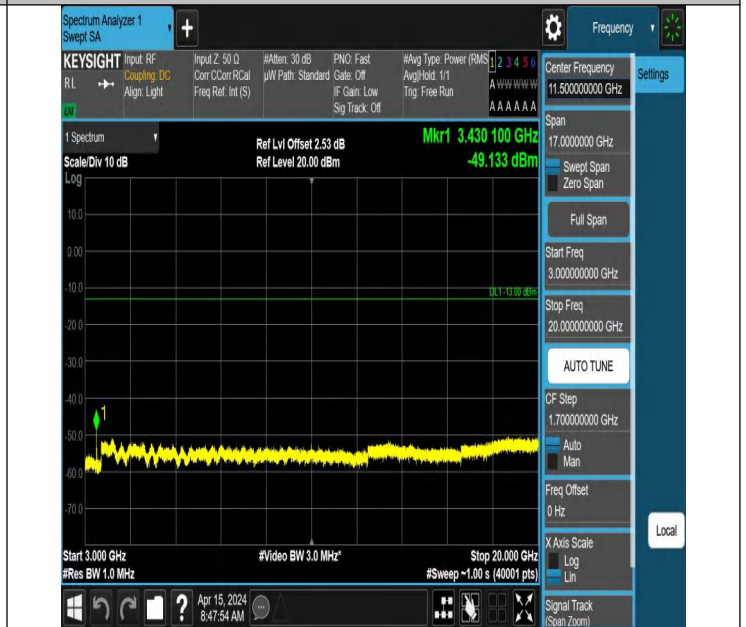 Spectrum Analyzer 1
Swept SA
+
Frequency
KEYSIGHT
RL
Input: RF
Coupling: DC
Align: Light
Input Z: 50 Ω
Corr CCorr RCal
Freq Ref: Int (S)
#Atten: 30 dB
µW Path: Standard
PNO: Fast
Gate: Off
IF Gain: Low
Sig Track: Off
#Avg Type: Power (RMS)
Avg|Hold: 1/1
Trig: Free Run
1 2 3 4 5 6
A W W W W W
A A A A A A
1 Spectrum
Scale/Div 10 dB
Log
Ref Lvl Offset 2.53 dB
Ref Level 20.00 dBm
Mkr1 3.430 100 GHz
-49.133 dBm
10.0
0.00
-10.0
DL1 -13.00 dBm
-20.0
-30.0
-40.0
1
-50.0
-60.0
-70.0
Start 3.000 GHz
#Res BW 1.0 MHz
#Video BW 3.0 MHz*
Stop 20.000 GHz
#Sweep ~1.00 s (40001 pts)
?
Apr 15, 2024
8:47:54 AM
Center Frequency
11.500000000 GHz
Settings
Span
17.0000000 GHz
Swept Span
Zero Span
Full Span
Start Freq
3.000000000 GHz
Stop Freq
20.000000000 GHz
AUTO TUNE
CF Step
1.700000000 GHz
Auto
Man
Freq Offset
0 Hz
Local
X Axis Scale
Log
Lin
Signal Track
(Span Zoom)